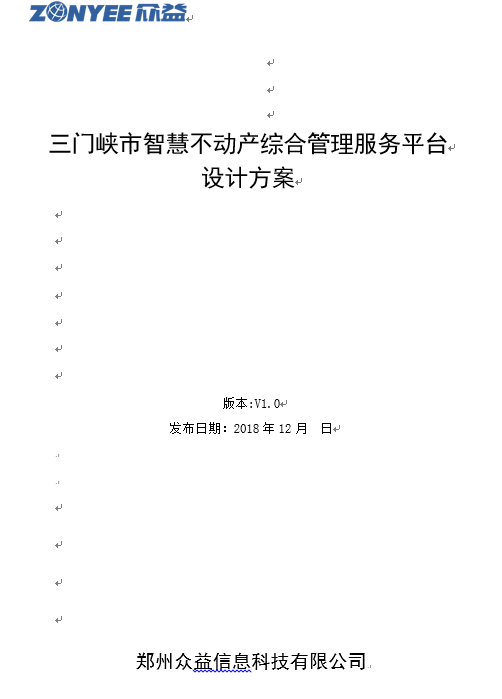 ZONYEE众益
三门峡市智慧不动产综合管理服务平台
设计方案
版本:V1.0
发布日期：2018年12月 日
郑州众益信息科技有限公司